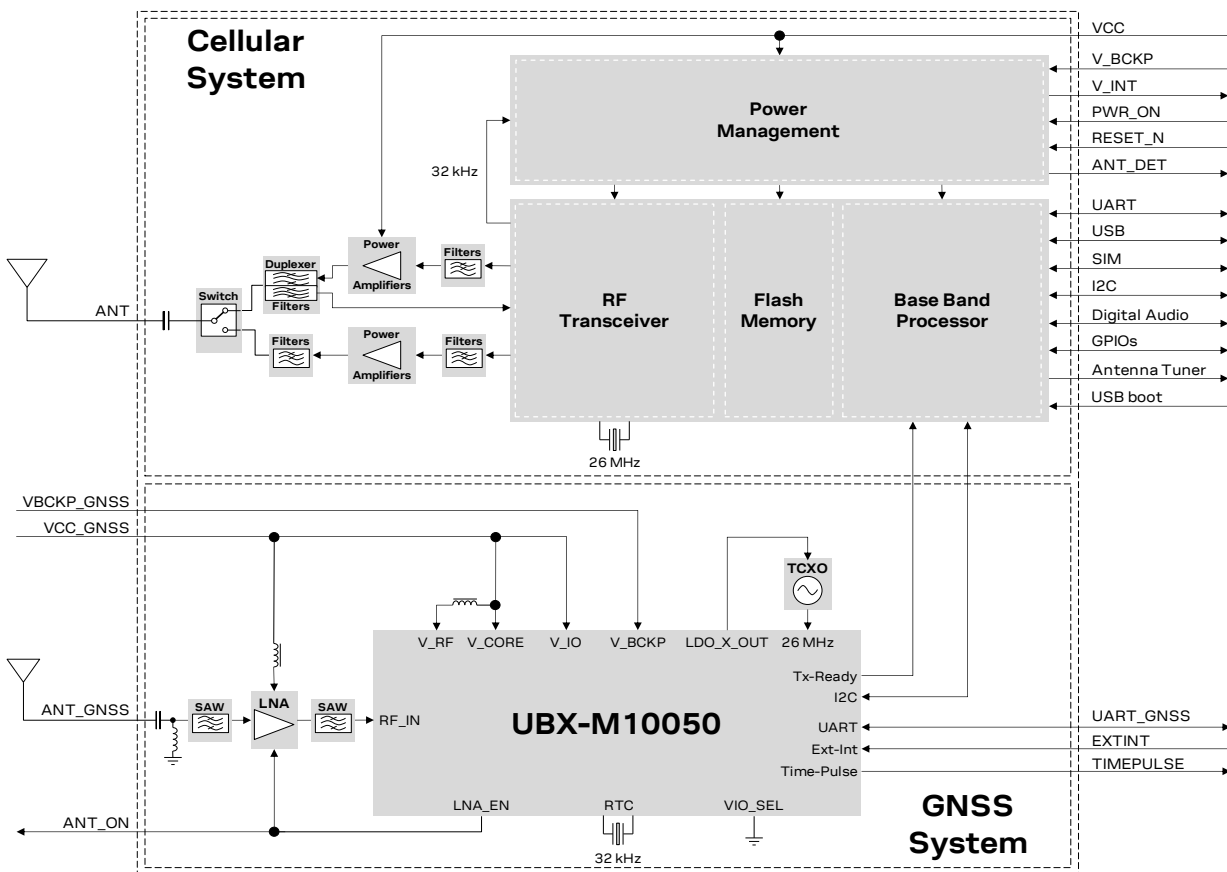 Cellular
System
VCC
V_BCKP
V_INT
PWR_ON
RESET_N
ANT_DET
Power
Management
32 kHz
UART
USB
SIM
I2C
Digital Audio
GPIOs
Antenna Tuner
USB boot
ANT
Switch
Duplexer
Filters
Power
Amplifiers
Filters
Filters
Power
Amplifiers
Filters
RF
Transceiver
Flash
Memory
Base Band
Processor
26 MHz
VBCKP_GNSS
VCC_GNSS
TCXO
V_RF
V_CORE
V_IO
V_BCKP
LDO_X_OUT
26 MHz
ANT_GNSS
SAW
LNA
SAW
RF_IN
UBX-M10050
Tx-Ready
I2C
UART
Ext-Int
Time-Pulse
UART_GNSS
EXTINT
TIMEPULSE
LNA_EN
RTC
VIO_SEL
ANT_ON
32 kHz
GNSS
System